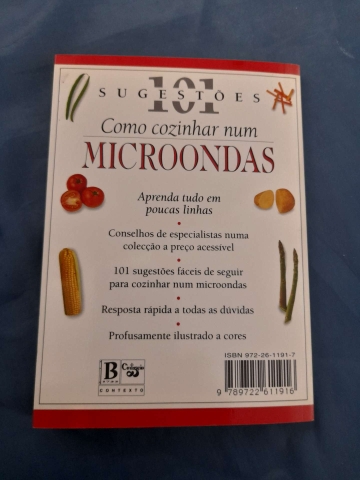 101
SUGESTÕES
Como cozinhar num
MICROONDAS
Aprenda tudo em
poucas linhas
Conselhos de especialistas numa
colecção a preço acessível
101 sugestões fáceis de seguir
para cozinhar num microondas
Resposta rápida a todas as dúvidas
Profusamente ilustrado a cores
ISBN 972-26-1191-7
B
CONTEXTO
9 789722 611916